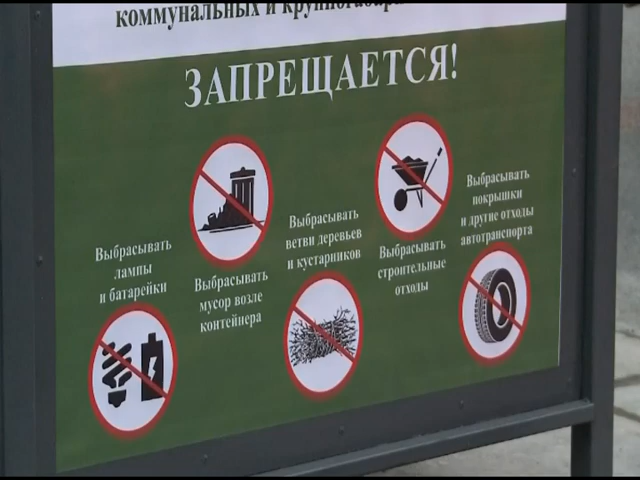 коммунальных и
ЗАПРЕЩАЕТСЯ!
Выбрасывать
лампы
и батарейки
Выбрасывать
мусор возле
контейнера
Выбрасывать
ветви деревьев
и кустарников
Выбрасывать
строительные
отходы
Выбрасывать
покрышки
и другие отходы
автотранспорта